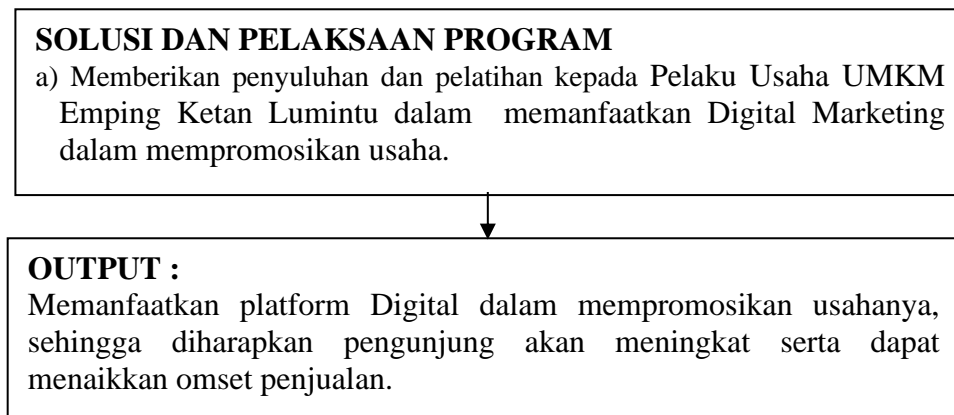 SOLUSI DAN PELAKSAAN PROGRAM
a) Memberikan penyuluhan dan pelatihan kepada Pelaku Usaha UMKM
Emping Ketan Lumintu dalam memanfaatkan Digital Marketing
dalam mempromosikan usaha.
OUTPUT :
Memanfaatkan platform Digital dalam mempromosikan usahanya,
sehingga diharapkan pengunjung akan meningkat serta dapat
menaikkan omset penjualan.